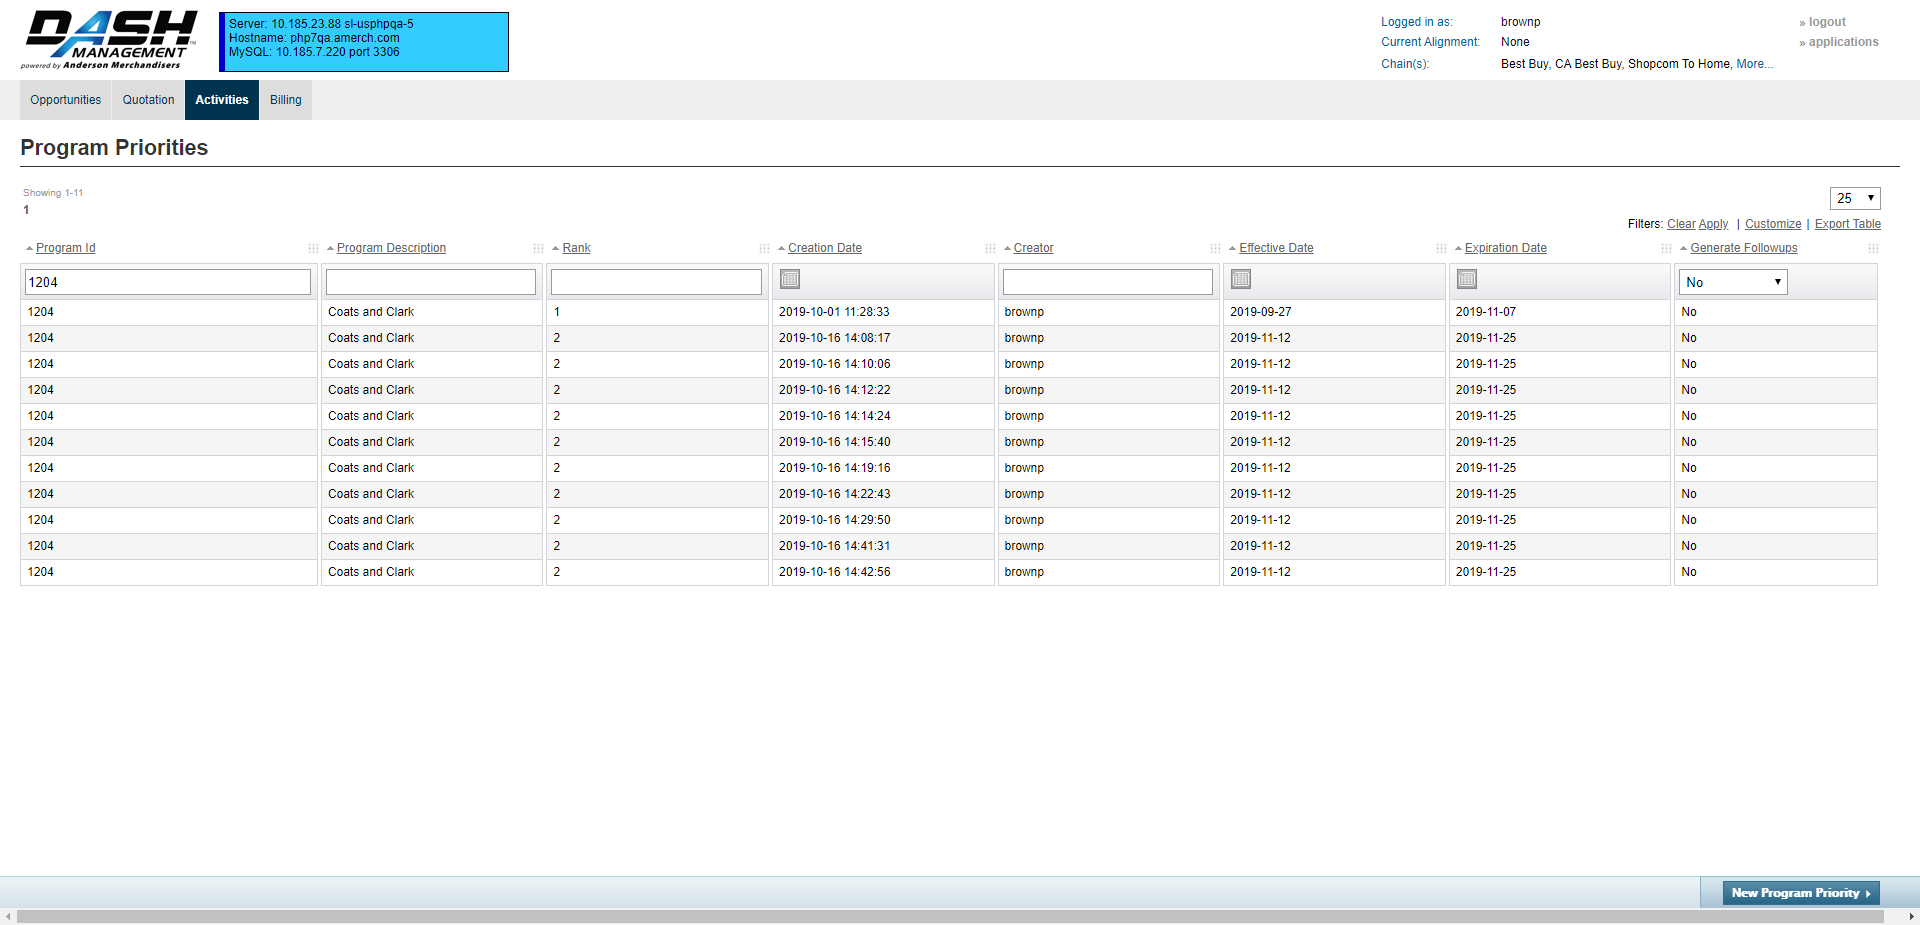 DASH
MANAGEMENT
powered by Anderson Merchandisers
Server: 10.185.23.88 sl-usphpqa-5
Hostname: php7qa.amerch.com
MySQL: 10.185.7.220 port 3306
Logged in as: brownp
» logout
Current Alignment: None
» applications
Chain(s): Best Buy, CA Best Buy, Shopcom To Home, More...
Opportunities Quotation Activities Billing
Program Priorities
Showing 1-11
1
25
Filters: Clear Apply | Customize | Export Table
Program Id Program Description Rank Creation Date Creator Effective Date Expiration Date Generate Followups
1204 No
1204 Coats and Clark 1 2019-10-01 11:28:33 brownp 2019-09-27 2019-11-07 No
1204 Coats and Clark 2 2019-10-16 14:08:17 brownp 2019-11-12 2019-11-25 No
1204 Coats and Clark 2 2019-10-16 14:10:06 brownp 2019-11-12 2019-11-25 No
1204 Coats and Clark 2 2019-10-16 14:12:22 brownp 2019-11-12 2019-11-25 No
1204 Coats and Clark 2 2019-10-16 14:14:24 brownp 2019-11-12 2019-11-25 No
1204 Coats and Clark 2 2019-10-16 14:15:40 brownp 2019-11-12 2019-11-25 No
1204 Coats and Clark 2 2019-10-16 14:19:16 brownp 2019-11-12 2019-11-25 No
1204 Coats and Clark 2 2019-10-16 14:22:43 brownp 2019-11-12 2019-11-25 No
1204 Coats and Clark 2 2019-10-16 14:29:50 brownp 2019-11-12 2019-11-25 No
1204 Coats and Clark 2 2019-10-16 14:41:31 brownp 2019-11-12 2019-11-25 No
1204 Coats and Clark 2 2019-10-16 14:42:56 brownp 2019-11-12 2019-11-25 No
New Program Priority